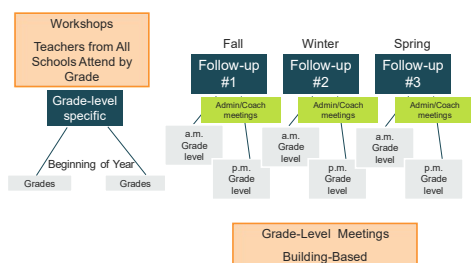 Workshops
Teachers from All
Schools Attend by
Grade
Grade-level
specific
Beginning of Year
Grades
Grades
Fall
Winter
Spring
Follow-up
#1
Follow-up
#2
Follow-up
#3
Admin/Coach
meetings
Admin/Coach
meetings
Admin/Coach
meetings
a.m.
Grade
level
p.m.
Grade
level
a.m.
Grade
level
p.m.
Grade
level
a.m.
Grade
level
p.m.
Grade
level
Grade-Level Meetings
Building-Based